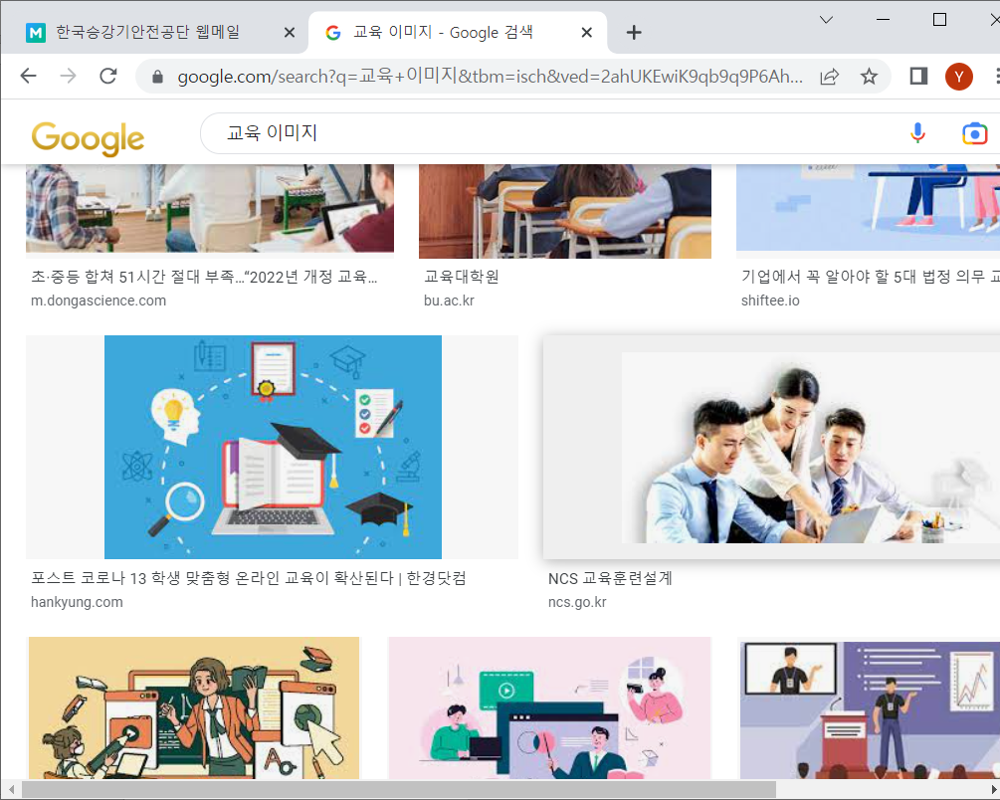 한국승강기안전공단 웹메일
교육 이미지 - Google 검색
google.com/search?q=교육+이미지&tbm=isch&ved=2ahUKEwiK9qb9q9P6Ah...
Y
Google
교육 이미지
초·중등 합쳐 51시간 절대 부족…“2022년 개정 교육...
m.dongascience.com
교육대학원
bu.ac.kr
기업에서 꼭 알아야 할 5대 법정 의무 교
shiftee.io
포스트 코로나 13 학생 맞춤형 온라인 교육이 확산된다 | 한경닷컴
hankyung.com
NCS 교육훈련설계
ncs.go.kr